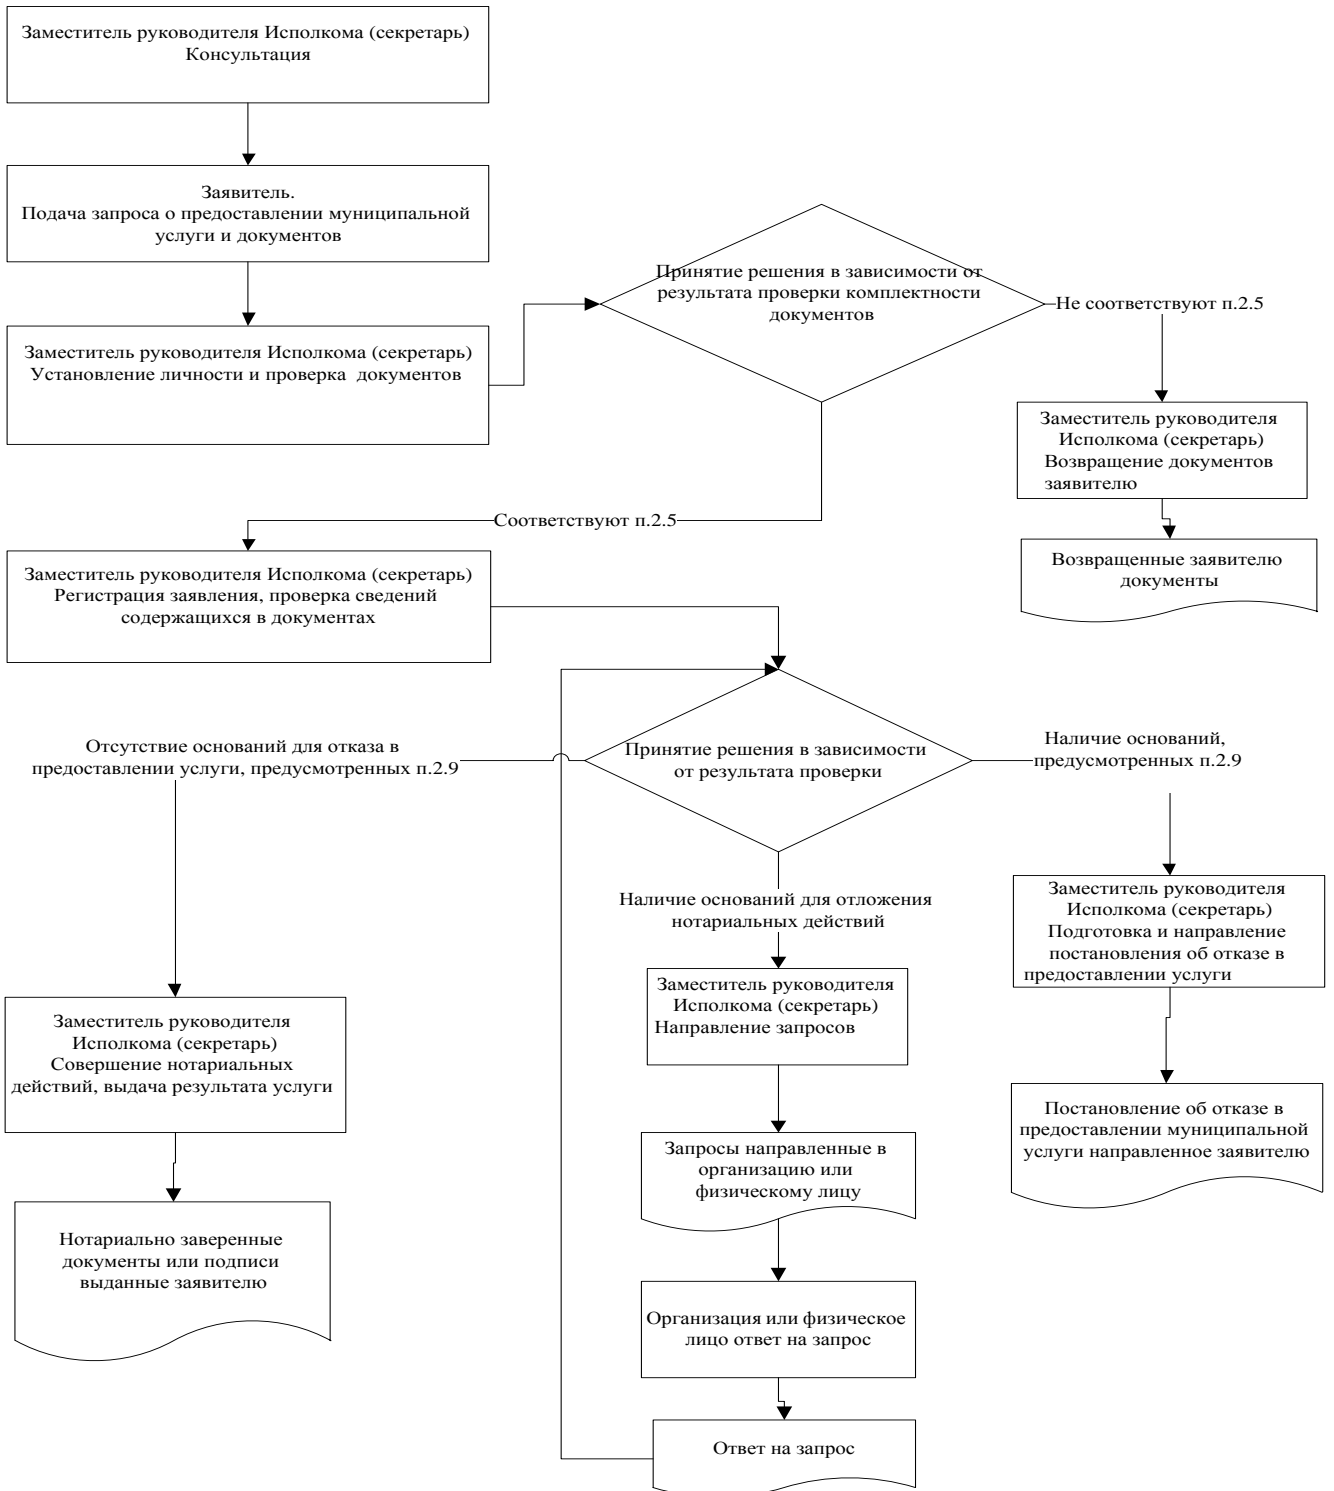 Заместитель руководителя Исполкома (секретарь)
Консультация
Заявитель.
Подача запроса о предоставлении муниципальной
услуги и документов
Заместитель руководителя Исполкома (секретарь)
Установление личности и проверка документов
Принятие решения в зависимости от
результата проверки комплектности
документов
Не соответствуют п.2.5
Заместитель руководителя
Исполкома (секретарь)
Возвращение документов
заявителю
Возвращенные заявителю
документы
Соответствуют п.2.5
Заместитель руководителя Исполкома (секретарь)
Регистрация заявления, проверка сведений
содержащихся в документах
Принятие решения в зависимости
от результата проверки
Отсутствие оснований для отказа в
предоставлении услуги, предусмотренных п.2.9
Наличие оснований,
предусмотренных п.2.9
Наличие оснований для отложения
нотариальных действий
Заместитель руководителя
Исполкома (секретарь)
Подготовка и направление
постановления об отказе в
предоставлении услуги
Заместитель руководителя
Исполкома (секретарь)
Направление запросов
Заместитель руководителя
Исполкома (секретарь)
Совершение нотариальных
действий, выдача результата услуги
Постановление об отказе в
предоставлении муниципальной
услуги направленное заявителю
Запросы направленные в
организацию или
физическому лицу
Нотариально заверенные
документы или подписи
выданные заявителю
Организация или физическое
лицо ответ на запрос
Ответ на запрос